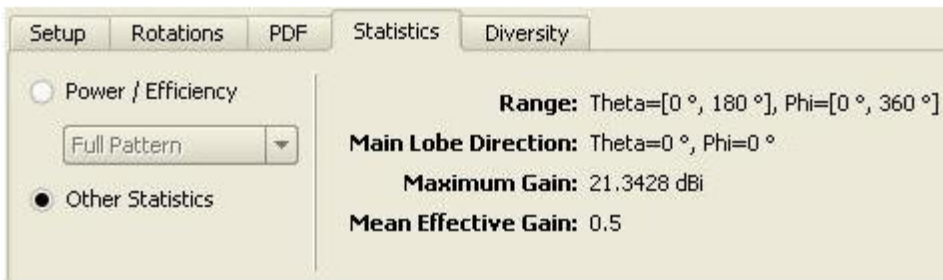 Setup Rotations PDF Statistics Diversity
Power / Efficiency
Full Pattern
Other Statistics
Range: Theta=[0 °, 180 °], Phi=[0 °, 360 °]
Main Lobe Direction: Theta=0 °, Phi=0 °
Maximum Gain: 21.3428 dBi
Mean Effective Gain: 0.5